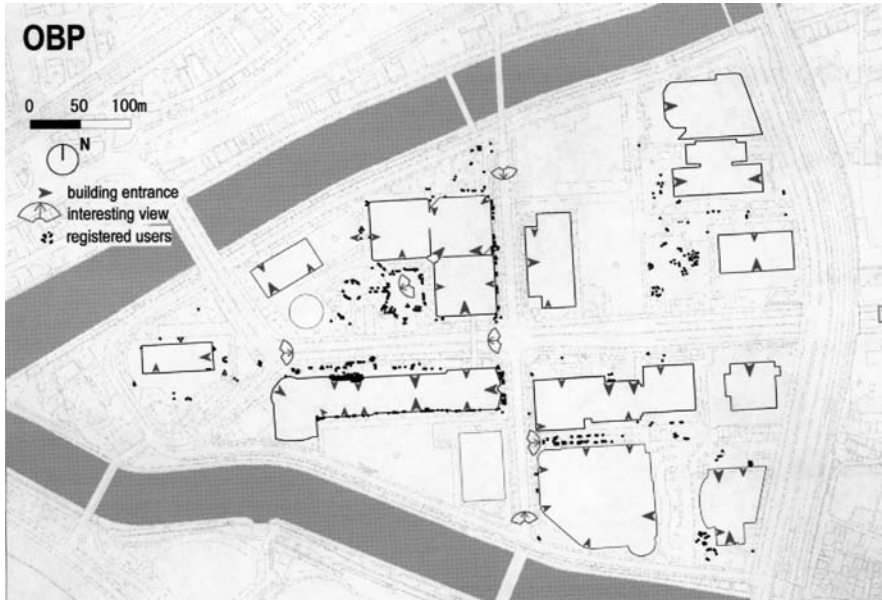 OBP
0 50 100m
N
building entrance
interesting view
registered users